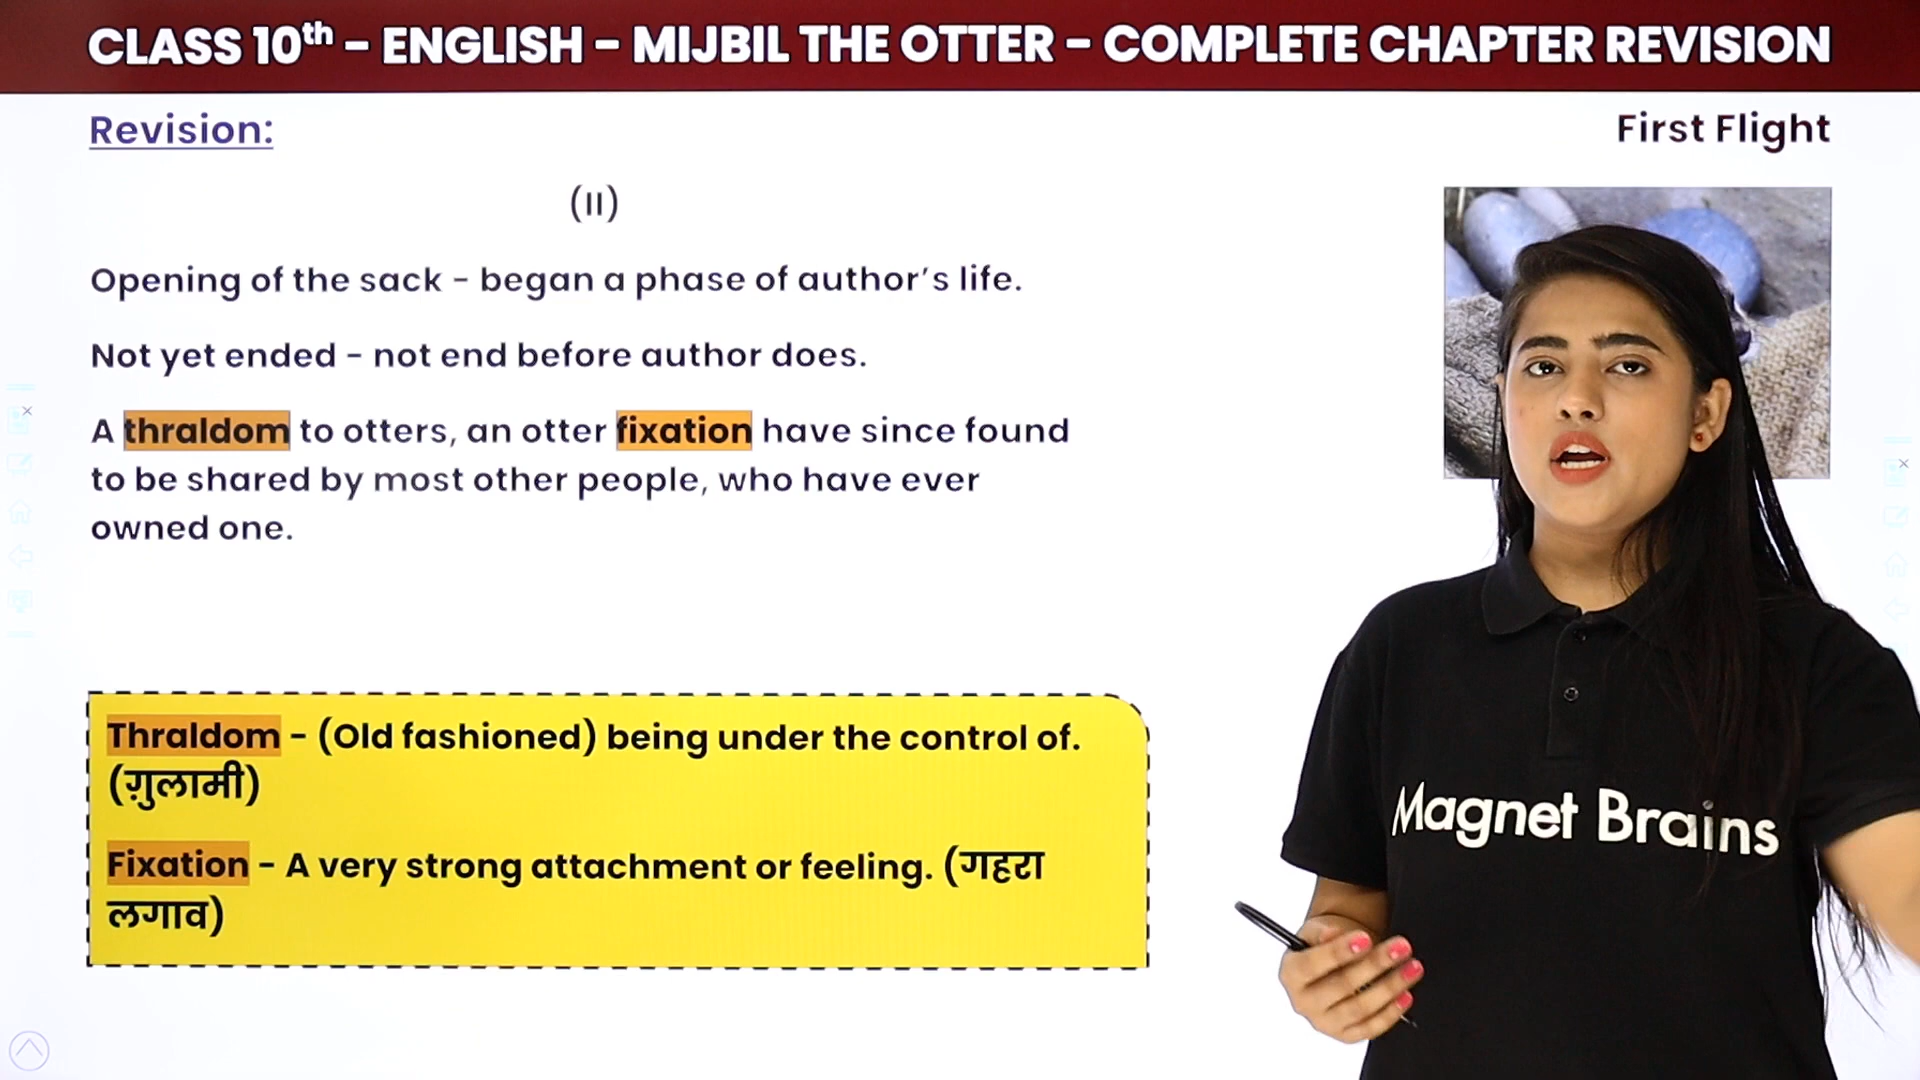 CLASS 10th – ENGLISH – MIJBIL THE OTTER – COMPLETE CHAPTER REVISION
Revision:
First Flight
(II)
Opening of the sack – began a phase of author’s life.
Not yet ended – not end before author does.
A thraldom to otters, an otter fixation have since found
to be shared by most other people, who have ever
owned one.
Thraldom – (Old fashioned) being under the control of.
(ग़ुलामी)
Fixation – A very strong attachment or feeling. (गहरा
लगाव)
Magnet Brains